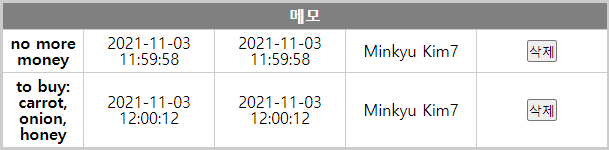 메모
no more money
2021-11-03 11:59:58
2021-11-03 11:59:58
Minkyu Kim7
삭제
to buy: carrot, onion, honey
2021-11-03 12:00:12
2021-11-03 12:00:12
Minkyu Kim7
삭제